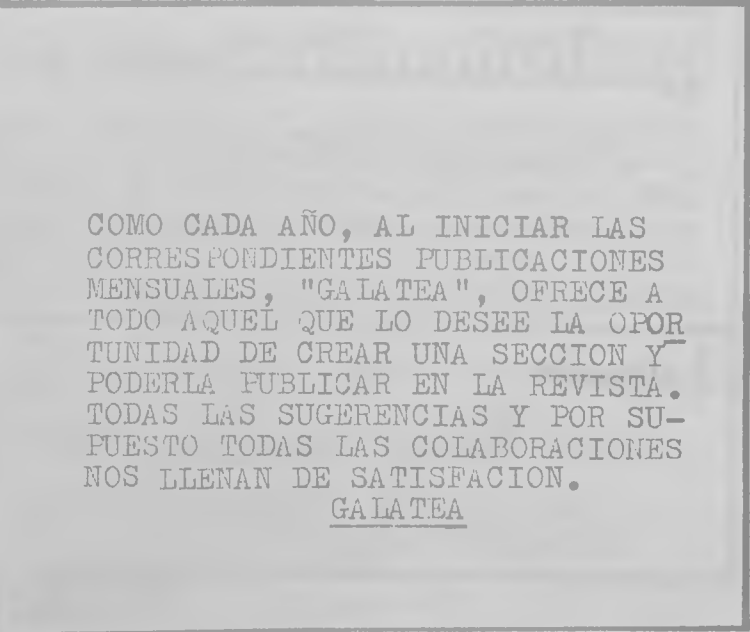 COMO CADA AÑO, AL INICIAR LAS
CORRESPONDIENTES PUBLICACIONES
MENSUALES, "GALATEA", OFRECE A
TODO AQUEL QUE LO DESEE LA OPOR
TUNIDAD DE CREAR UNA SECCION Y
PODERLA PUBLICAR EN LA REVISTA.
TODAS LAS SUGERENCIAS Y POR SU-
PUESTO TODAS LAS COLABORACIONES
NOS LLENAN DE SATISFACION.
GALATEA